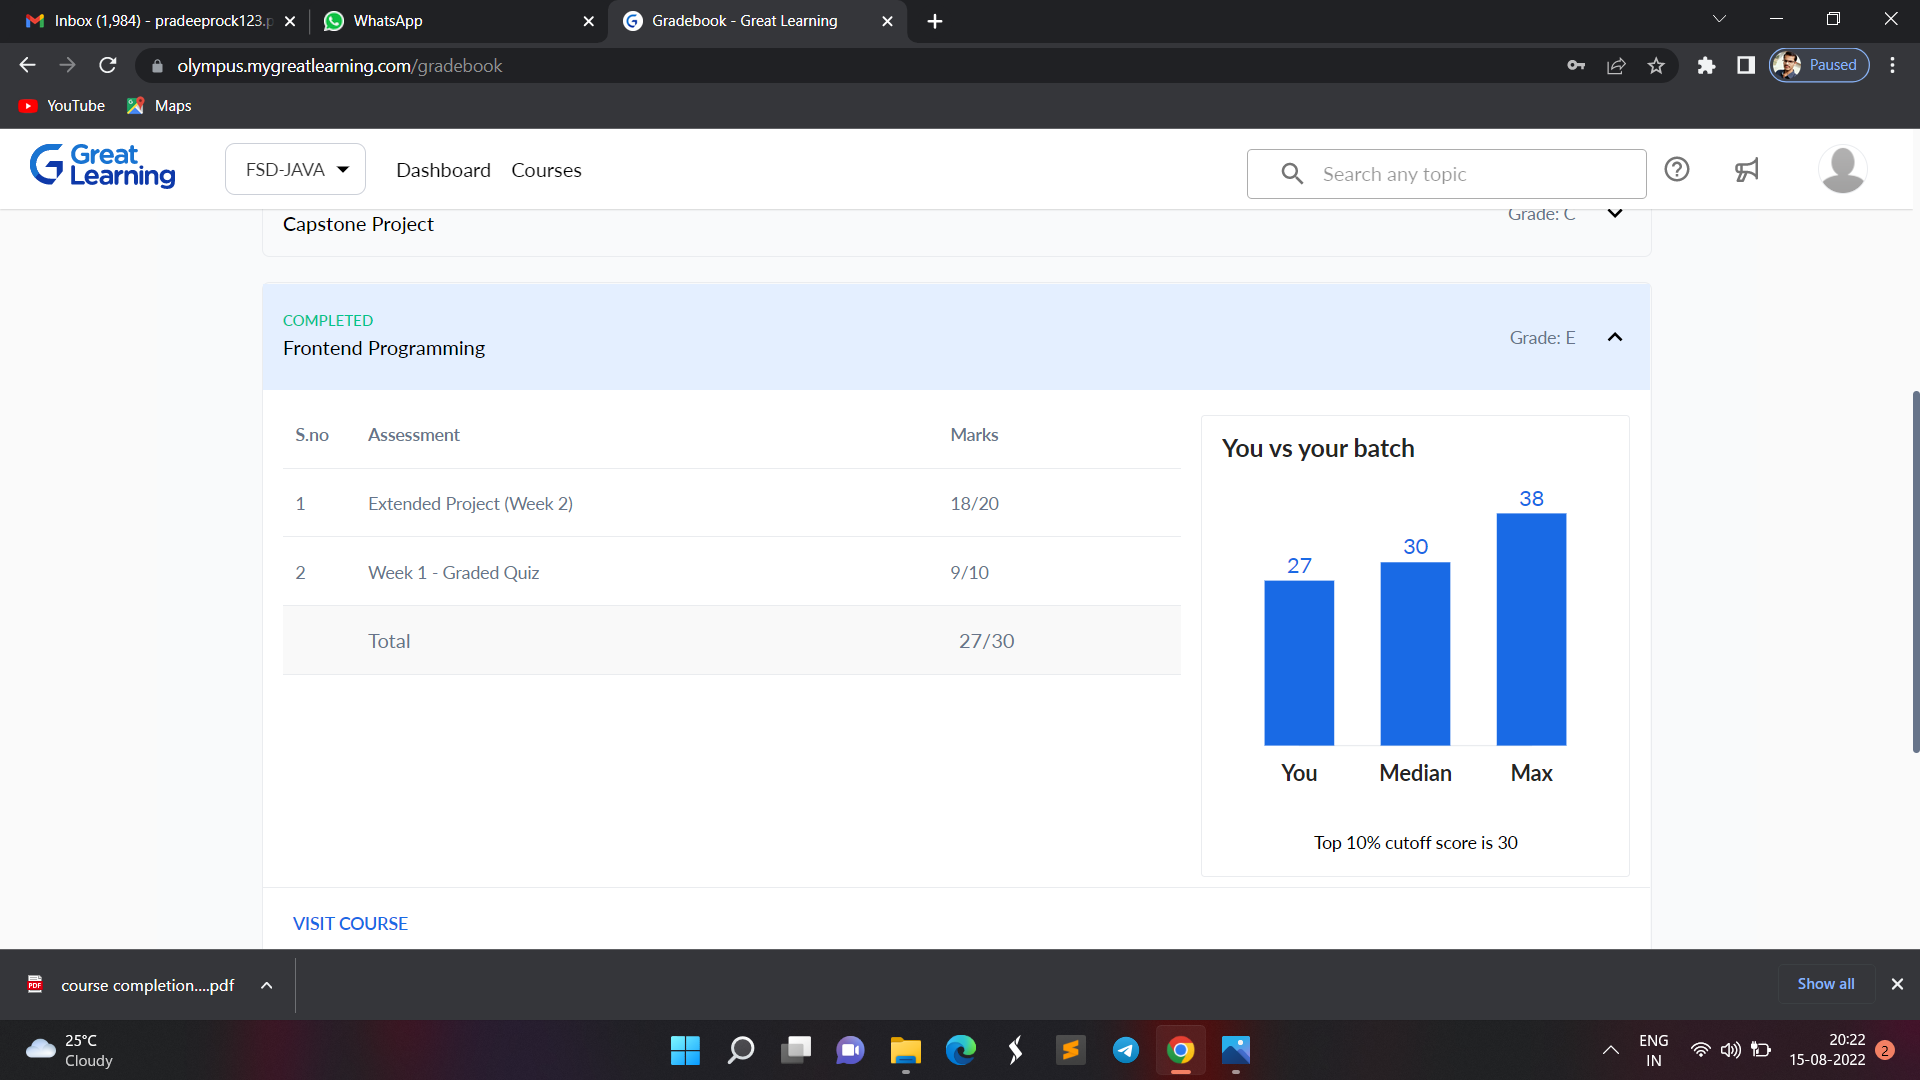 Inbox (1,984) - pradeeprock123.p
WhatsApp
Gradebook - Great Learning
olympus.mygreatlearning.com/gradebook
Paused
YouTube
Maps
Great
Learning
FSD-JAVA
Dashboard
Courses
Search any topic
Capstone Project
Grade: C
COMPLETED
Frontend Programming
Grade: E
S.no Assessment Marks
1 Extended Project (Week 2) 18/20
2 Week 1 - Graded Quiz 9/10
Total 27/30
You vs your batch
27
30
38
You Median Max
Top 10% cutoff score is 30
VISIT COURSE
PDF
course completion....pdf
Show all
25°C
Cloudy
ENG
IN
20:22
15-08-2022
2